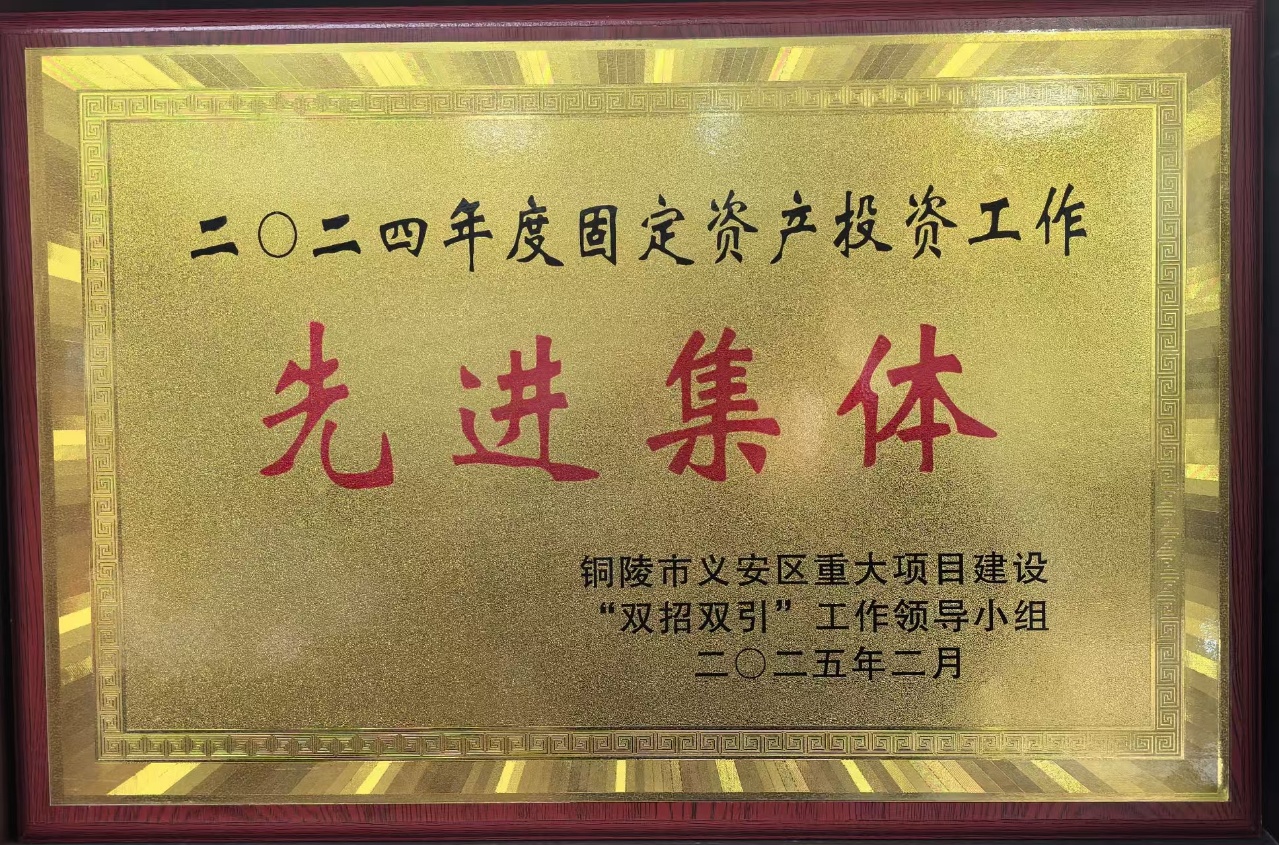 二〇二四年度固定资产投资工作
先进集体
铜陵市义安区重大项目建设
“双招双引”工作领导小组
二〇二五年二月